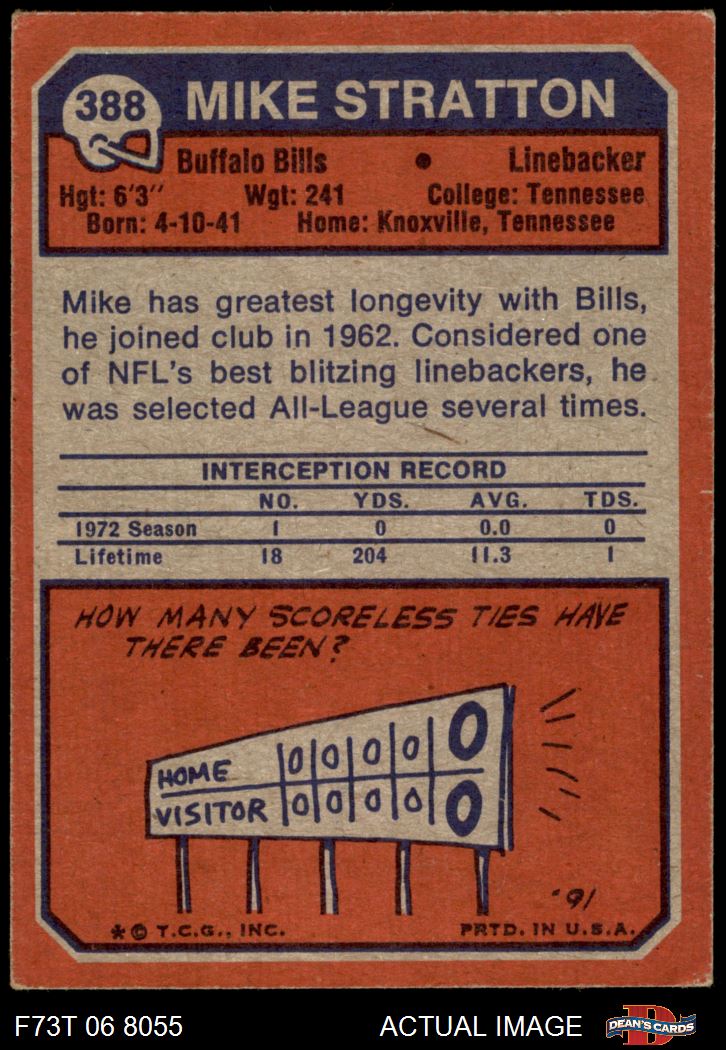 388 MIKE STRATTON
Buffalo Bills • Linebacker
Hgt: 6'3" Wgt: 241 College: Tennessee
Born: 4-10-41 Home: Knoxville, Tennessee
Mike has greatest longevity with Bills,
he joined club in 1962. Considered one
of NFL's best blitzing linebackers, he
was selected All-League several times.
INTERCEPTION RECORD
NO. YDS. AVG. TDS.
1972 Season 1 0 0.0 0
Lifetime 18 204 11.3 1
HOW MANY SCORELESS TIES HAVE
THERE BEEN?
HOME 0 0 0 0 0
VISITOR 0 0 0 0 0
-91
* © T.C.G., INC. PRTD. IN U.S.A.
F73T 06 8055 ACTUAL IMAGE D DEAN'S CARDS